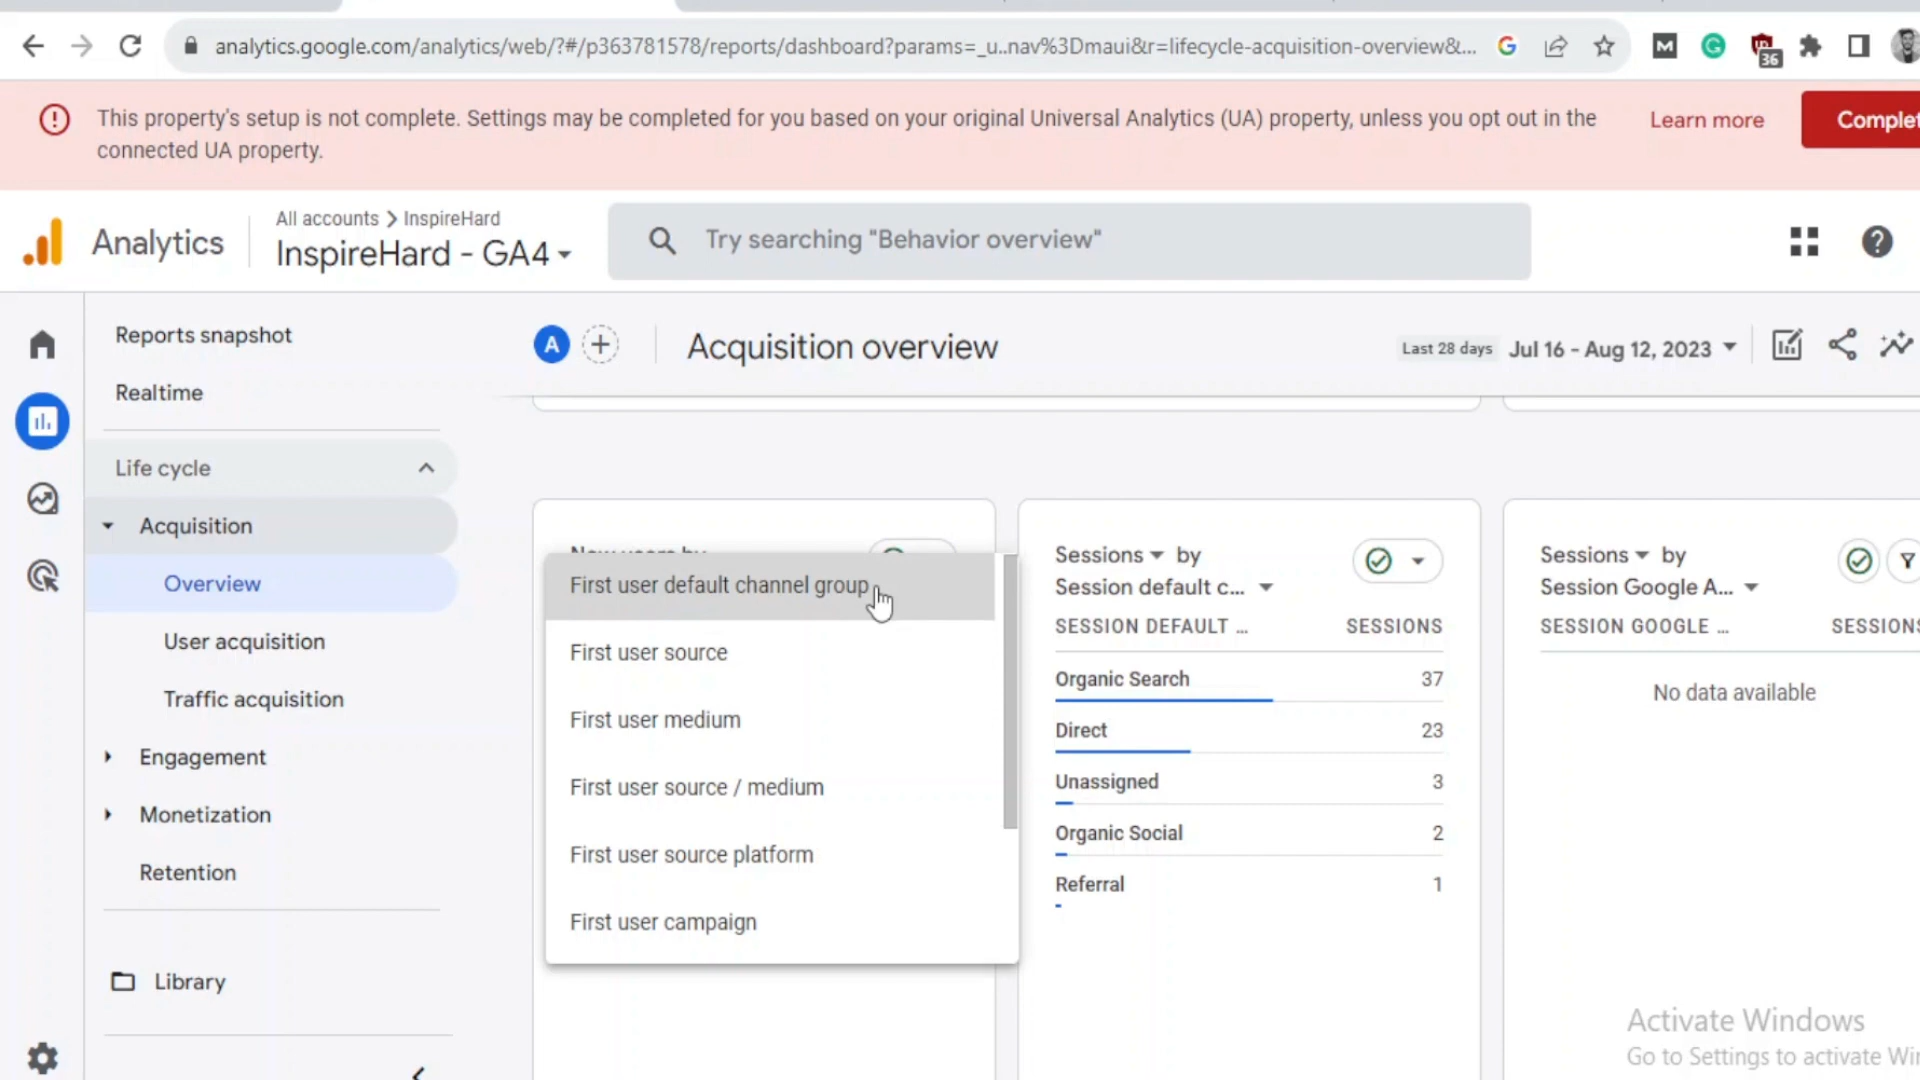 analytics.google.com/analytics/web/?#/p363781578/reports/dashboard?params=_u..nav%3Dmaui&r=lifecycle-acquisition-overview&...
36
This property's setup is not complete. Settings may be completed for you based on your original Universal Analytics (UA) property, unless you opt out in the
connected UA property.
Learn more
Complet
Analytics
All accounts > InspireHard
InspireHard - GA4
Try searching "Behavior overview"
Reports snapshot
Realtime
Life cycle
Acquisition
Overview
User acquisition
Traffic acquisition
Engagement
Monetization
Retention
Library
A
Acquisition overview
Last 28 days Jul 16 - Aug 12, 2023
New users by
First user default channel group
First user source
First user medium
First user source / medium
First user source platform
First user campaign
Sessions by
Session default c...
SESSION DEFAULT ... SESSIONS
Organic Search 37
Direct 23
Unassigned 3
Organic Social 2
Referral 1
Sessions by
Session Google A...
SESSION GOOGLE ... SESSIONS
No data available
Activate Windows
Go to Settings to activate Wi